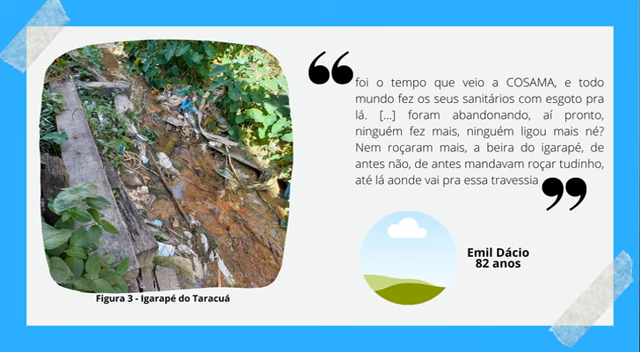 foi o tempo que veio a COSAMA, e todo
mundo fez os seus sanitários com esgoto pra
lá. [...] foram abandonando, aí pronto,
ninguém fez mais, ninguém ligou mais né?
Nem roçaram mais, a beira do igarapé, de
antes não, de antes mandavam roçar tudinho,
até lá aonde vai pra essa travessia
Emil Dácio
82 anos
Figura 3 - Igarapé do Taracuá